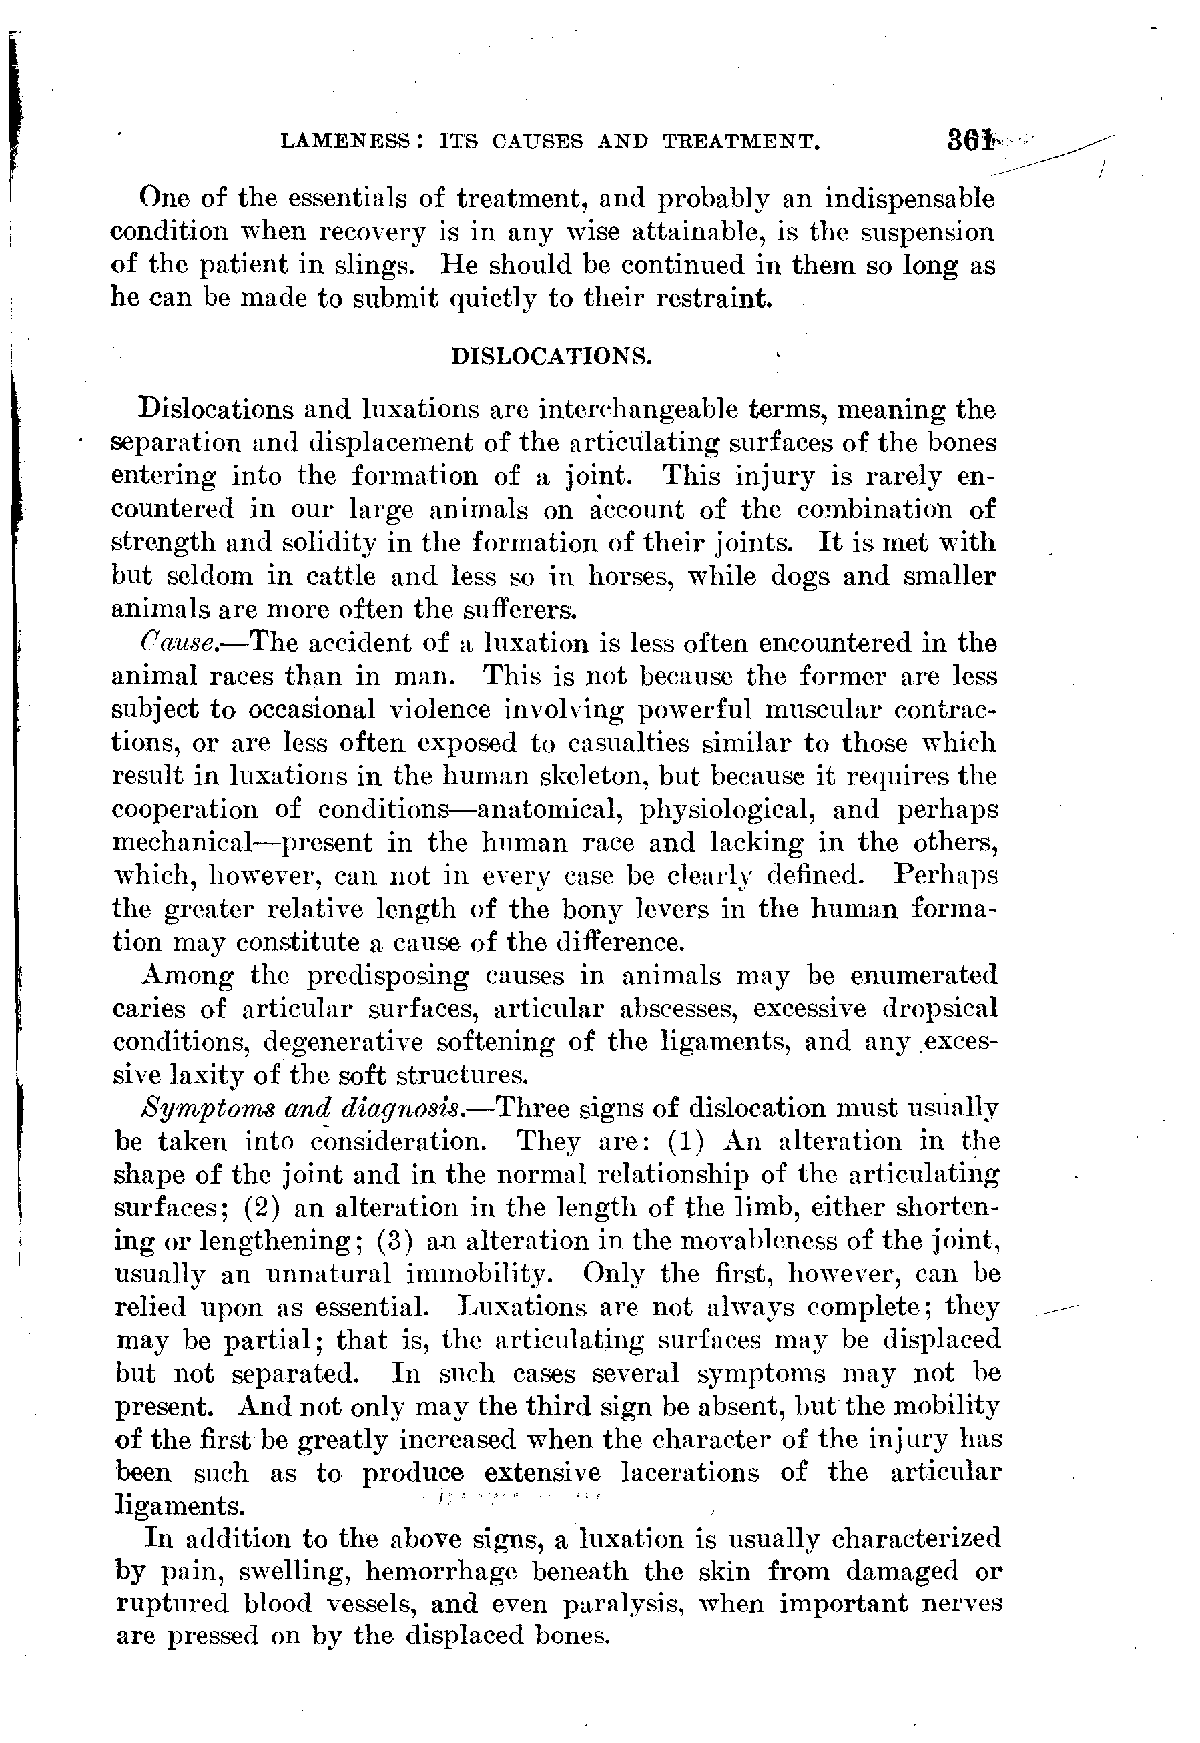 LAMENESS: ITS CAUSES AND TREATMENT. 361
One of the essentials of treatment, and probably an indispensable
condition when recovery is in any wise attainable, is the suspension
of the patient in slings. He should be continued in them so long as
he can be made to submit quietly to their restraint.
DISLOCATIONS.
Dislocations and luxations are interchangeable terms, meaning the
separation and displacement of the articulating surfaces of the bones
entering into the formation of a joint. This injury is rarely en-
countered in our large animals on account of the combination of
strength and solidity in the formation of their joints. It is met with
but seldom in cattle and less so in horses, while dogs and smaller
animals are more often the sufferers.
Cause.—The accident of a luxation is less often encountered in the
animal races than in man. This is not because the former are less
subject to occasional violence involving powerful muscular contrac-
tions, or are less often exposed to casualties similar to those which
result in luxations in the human skeleton, but because it requires the
cooperation of conditions—anatomical, physiological, and perhaps
mechanical—present in the human race and lacking in the others,
which, however, can not in every case be clearly defined. Perhaps
the greater relative length of the bony levers in the human forma-
tion may constitute a cause of the difference.
Among the predisposing causes in animals may be enumerated
caries of articular surfaces, articular abscesses, excessive dropsical
conditions, degenerative softening of the ligaments, and any exces-
sive laxity of the soft structures.
Symptoms and diagnosis.—Three signs of dislocation must usually
be taken into consideration. They are: (1) An alteration in the
shape of the joint and in the normal relationship of the articulating
surfaces; (2) an alteration in the length of the limb, either shorten-
ing or lengthening; (3) an alteration in the movableness of the joint,
usually an unnatural immobility. Only the first, however, can be
relied upon as essential. Luxations are not always complete; they
may be partial; that is, the articulating surfaces may be displaced
but not separated. In such cases several symptoms may not be
present. And not only may the third sign be absent, but the mobility
of the first be greatly increased when the character of the injury has
been such as to produce extensive lacerations of the articular
ligaments.
In addition to the above signs, a luxation is usually characterized
by pain, swelling, hemorrhage beneath the skin from damaged or
ruptured blood vessels, and even paralysis, when important nerves
are pressed on by the displaced bones.